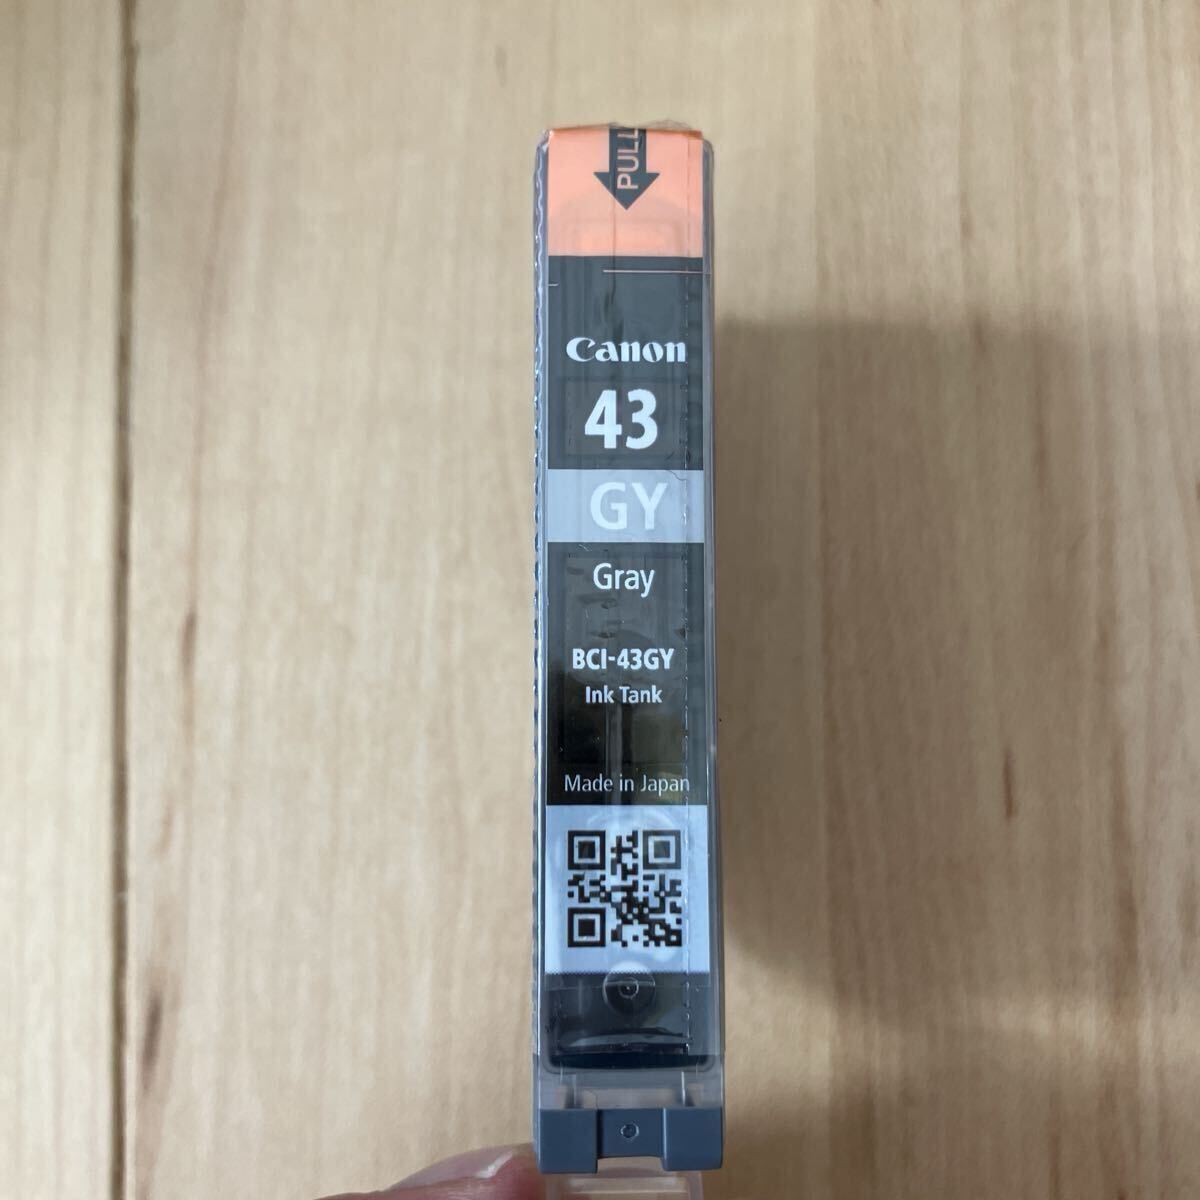 PULL
Canon
43
GY
Gray
BCI-43GY
Ink Tank
Made in Japan